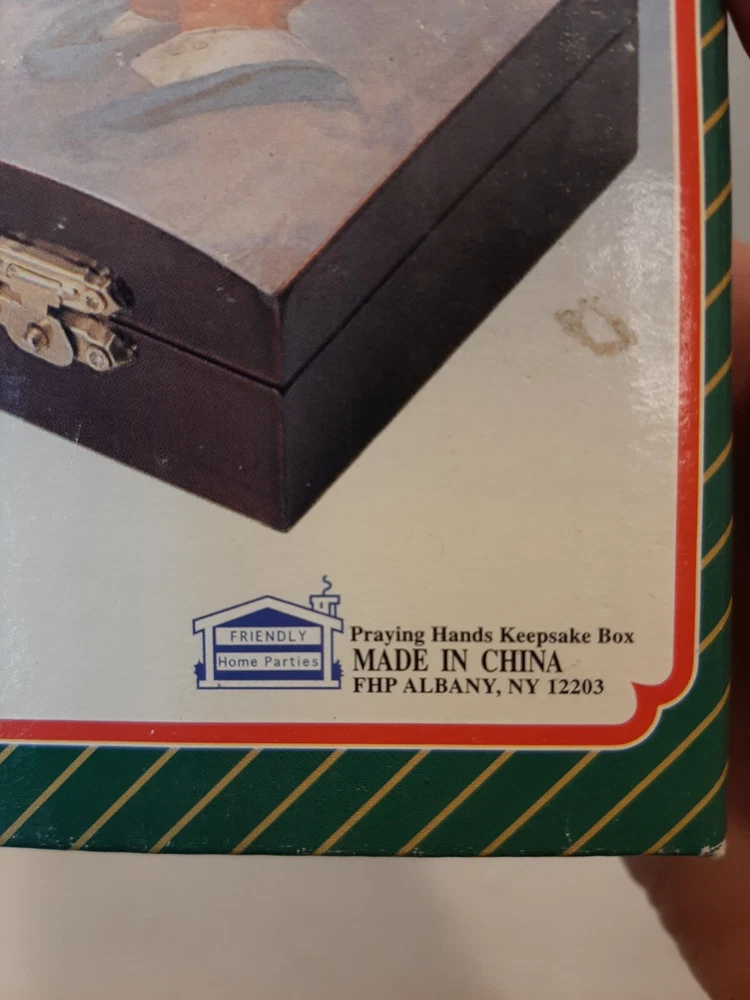 FRIENDLY
Home Parties
Praying Hands Keepsake Box
MADE IN CHINA
FHP ALBANY, NY 12203